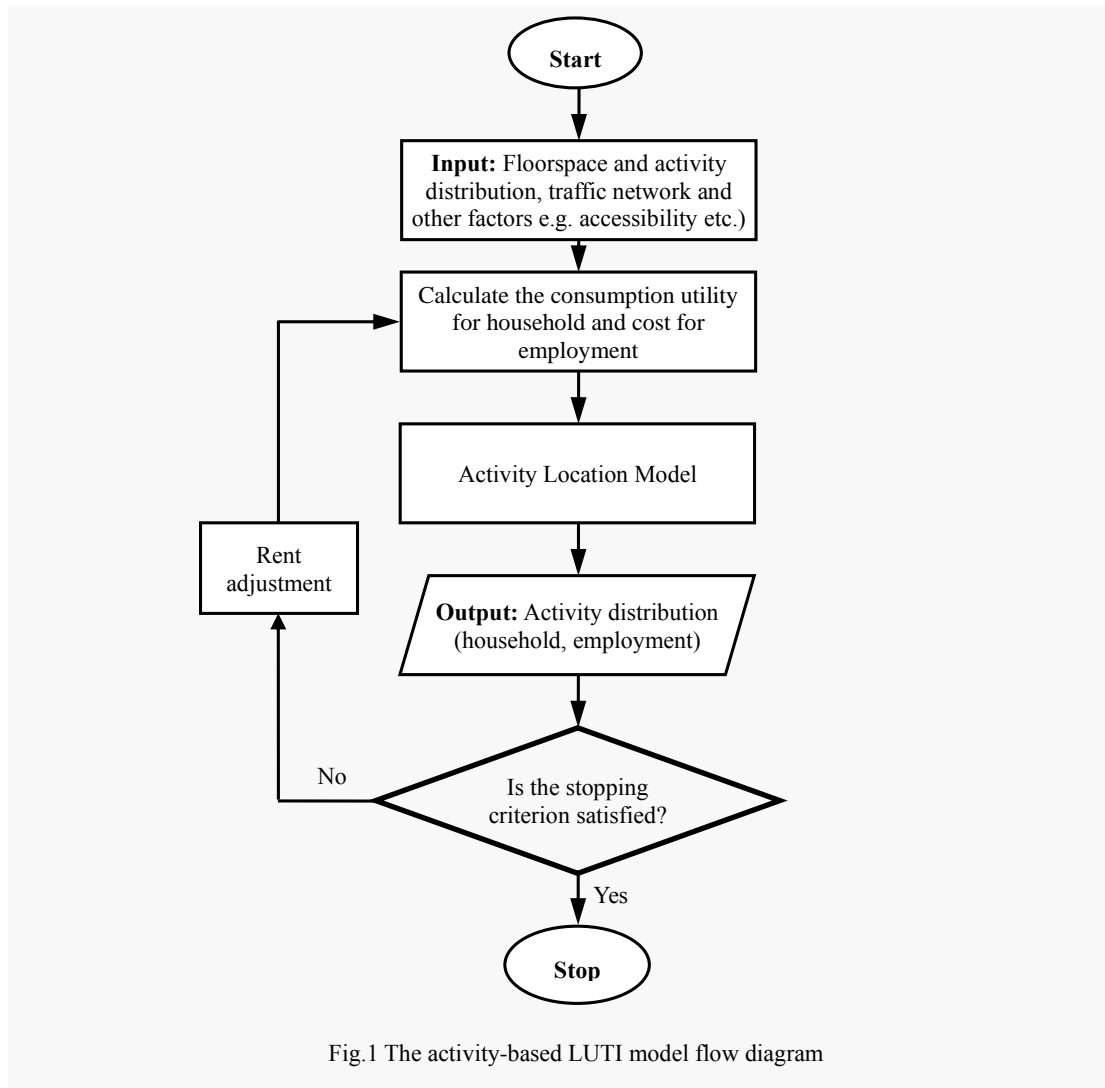 Start
Input: Floorspace and activity
distribution, traffic network and
other factors e.g. accessibility etc.)
Calculate the consumption utility
for household and cost for
employment
Activity Location Model
Rent
adjustment
Output: Activity distribution
(household, employment)
Is the stopping
criterion satisfied?
No
Yes
Stop
Fig.1 The activity-based LUTI model flow diagram